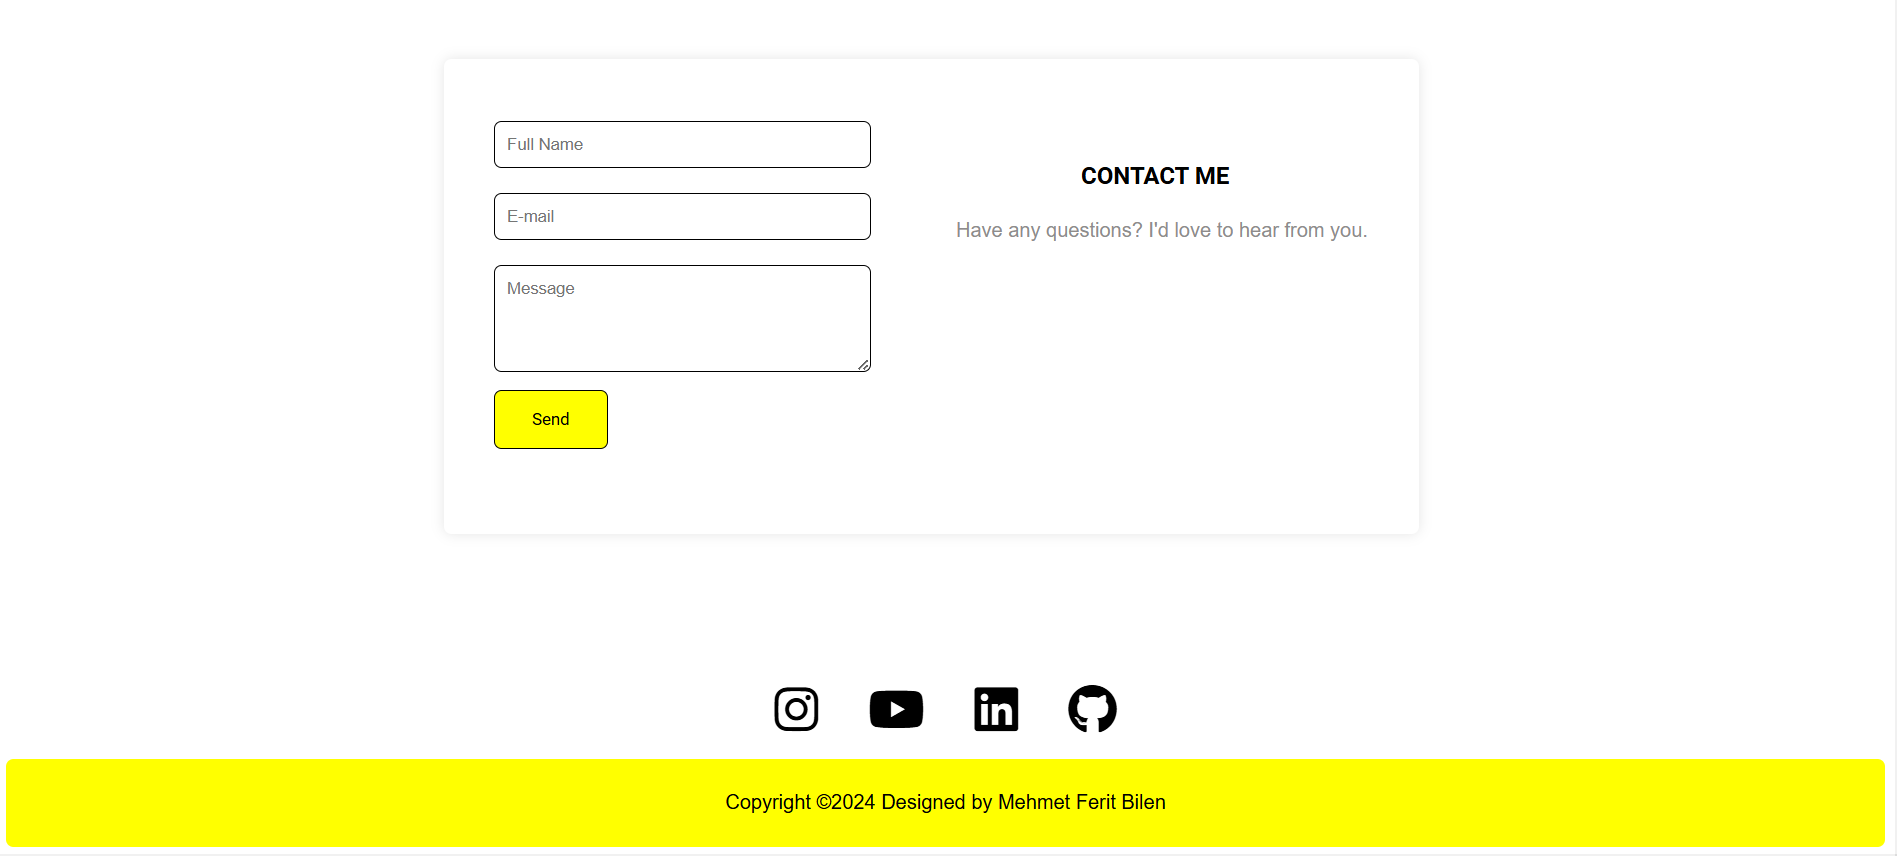 Full Name
E-mail
Message
Send
CONTACT ME
Have any questions? I'd love to hear from you.
in
Copyright ©2024 Designed by Mehmet Ferit Bilen